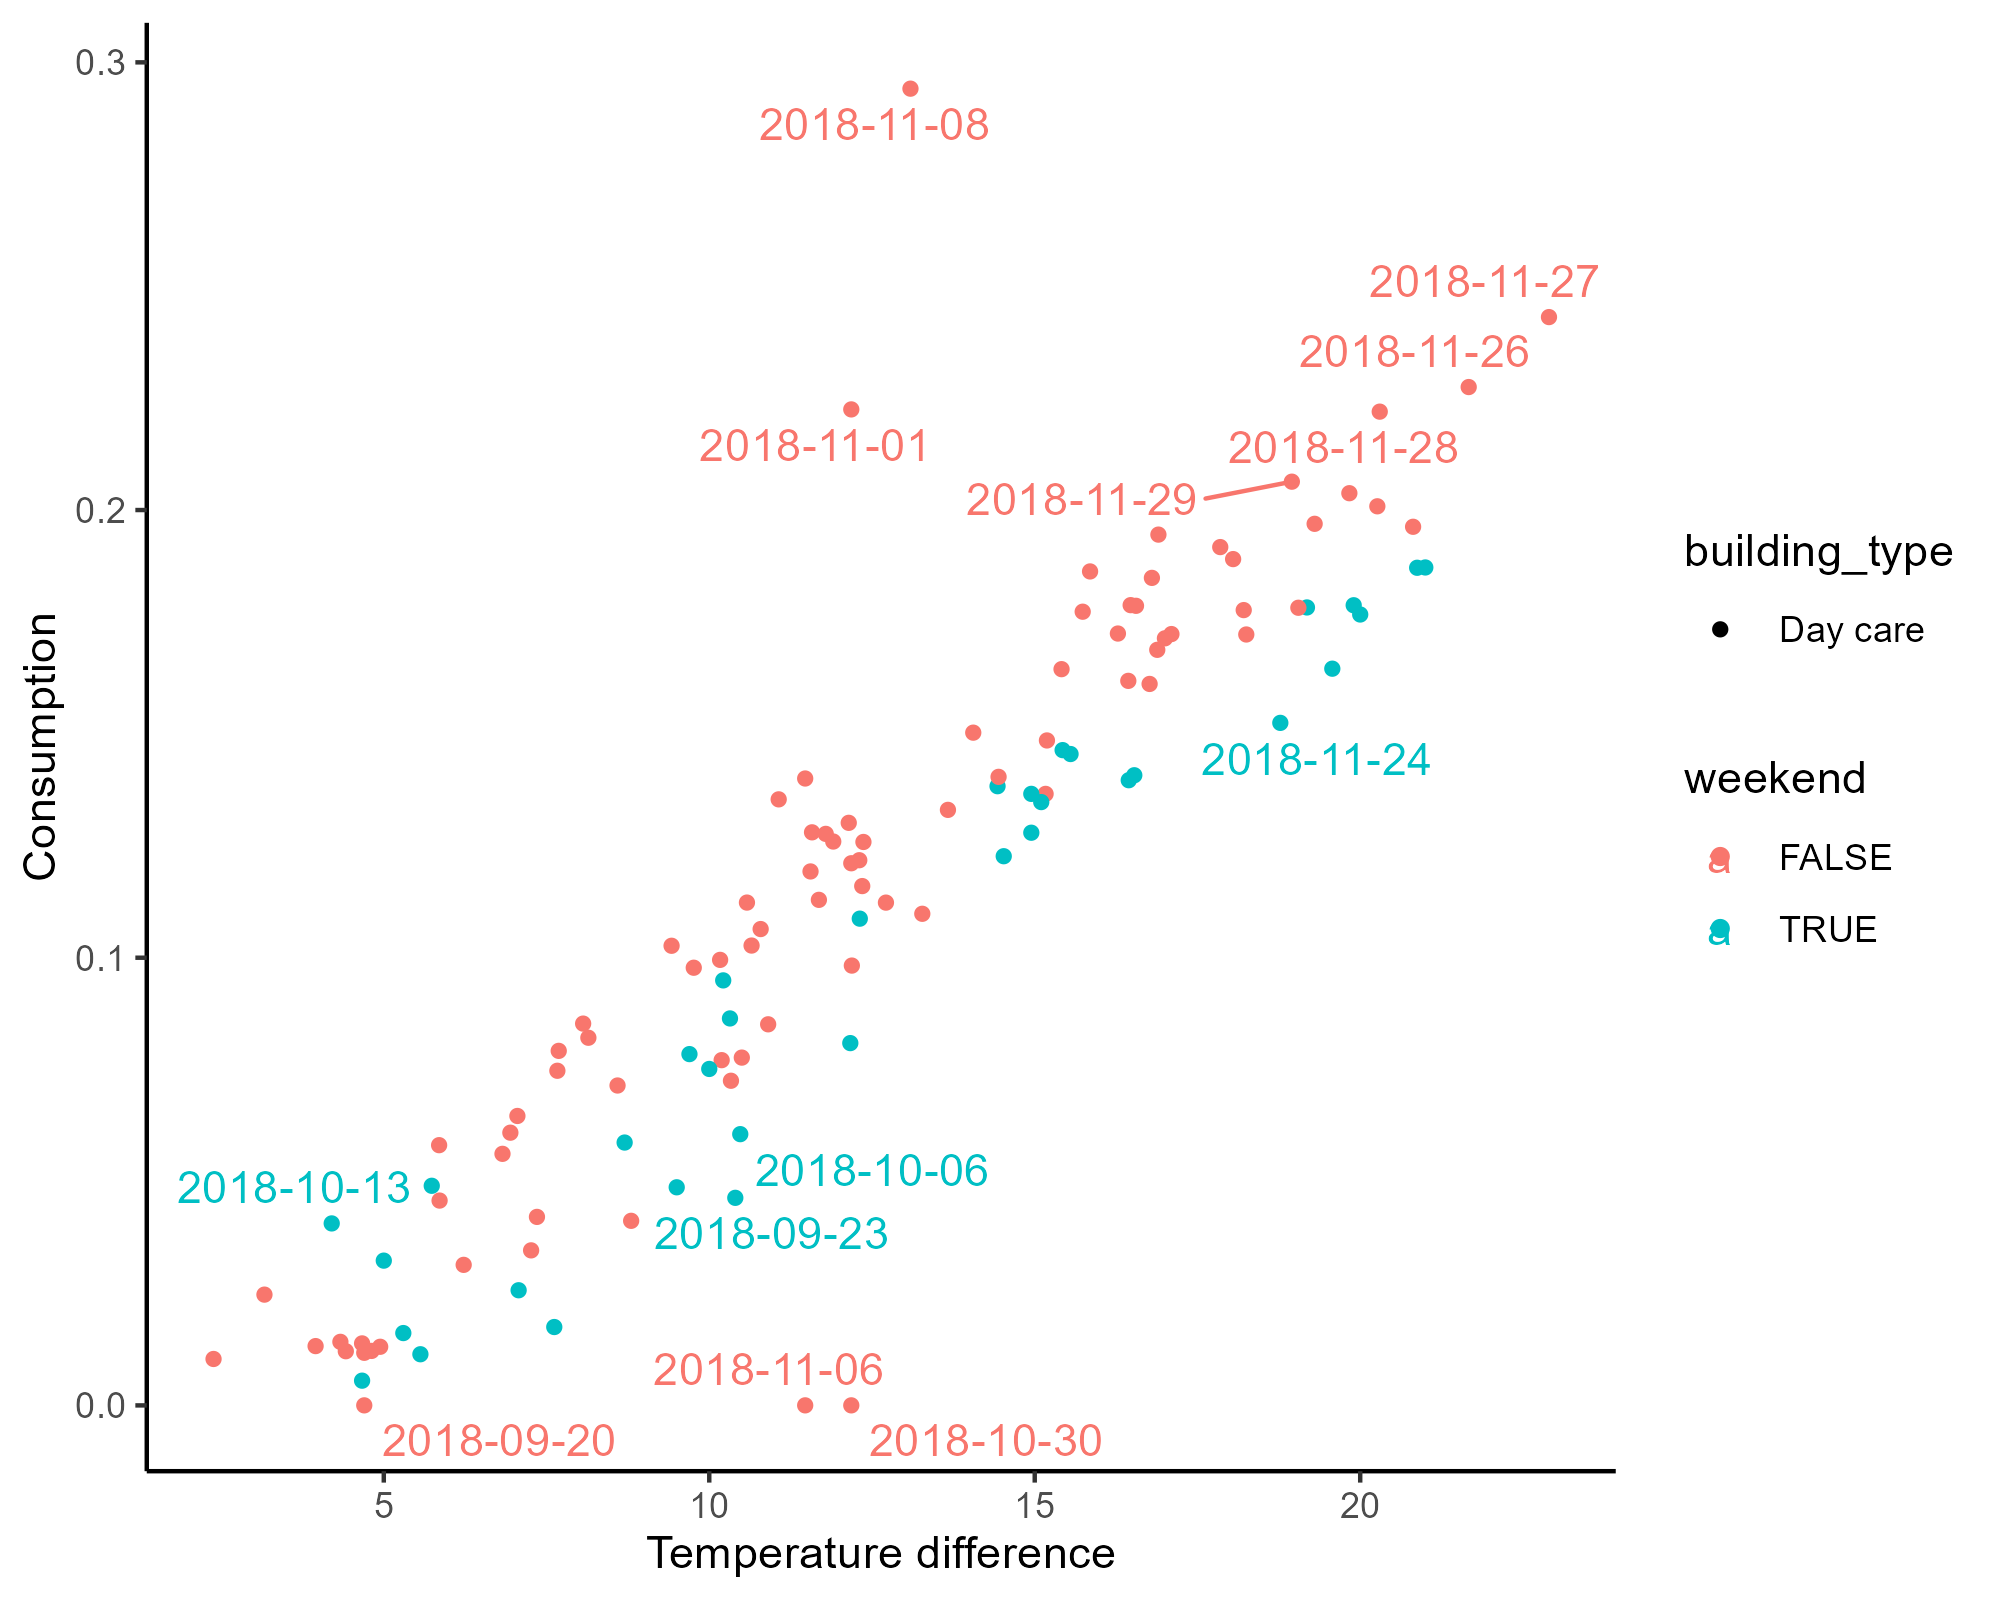 0.3
2018-11-08
2018-11-27
2018-11-26
2018-11-01
2018-11-28
2018-11-29
0.2
building_type
Day care
Consumption
2018-11-24
weekend
a FALSE
a TRUE
0.1
2018-10-06
2018-10-13
2018-09-23
2018-11-06
0.0
2018-09-20
2018-10-30
5 10 15 20
Temperature difference